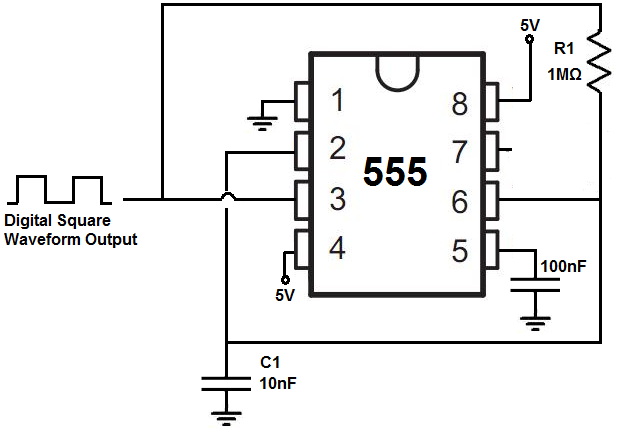 5V
R1
1MΩ
1
8
2
7
555
3
6
Digital Square
Waveform Output
4
5
5V
100nF
C1
10nF